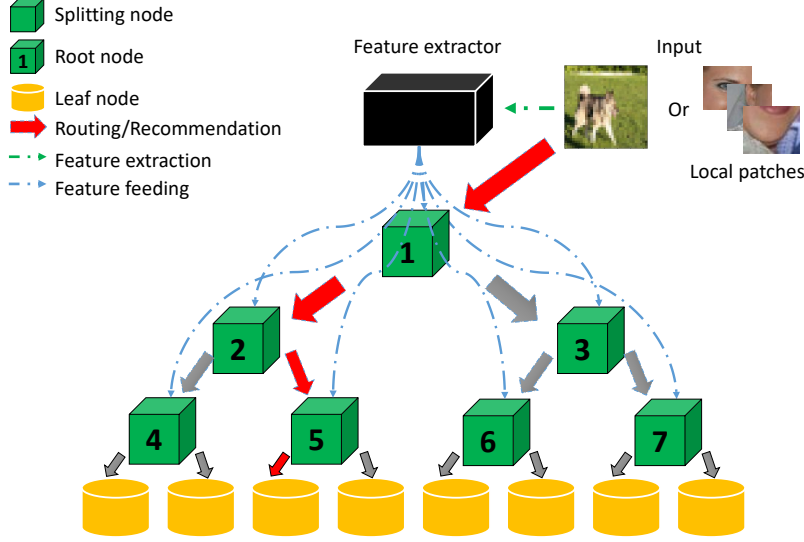 Splitting node
1 Root node
Leaf node
Routing/Recommendation
Feature extraction
Feature feeding
Feature extractor
Input
Or
Local patches
1
2
3
4
5
6
7